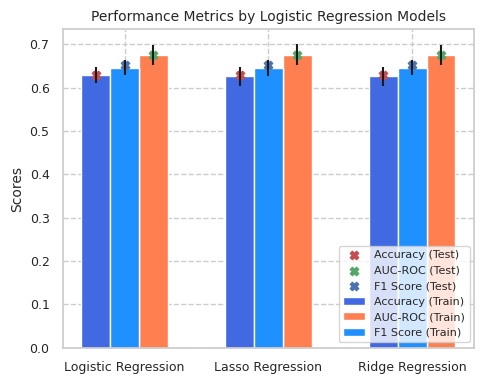 Performance Metrics by Logistic Regression Models
Scores
0.7
0.6
0.5
0.4
0.3
0.2
0.1
0.0
Accuracy (Test)
AUC-ROC (Test)
F1 Score (Test)
Accuracy (Train)
AUC-ROC (Train)
F1 Score (Train)
Logistic Regression
Lasso Regression
Ridge Regression